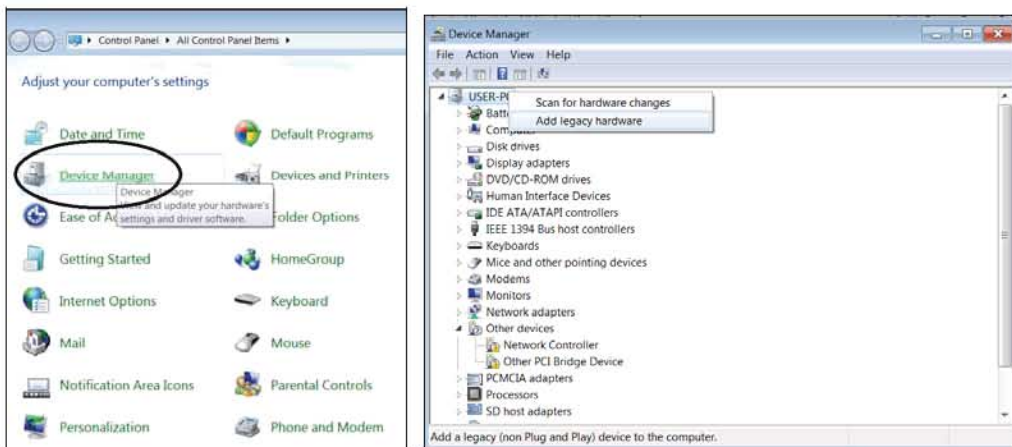 Control Panel ▸ All Control Panel Items ▸
Adjust your computer's settings
Date and Time
Default Programs
Device Manager
Devices and Printers
Device Manager
View and update your hardware's
settings and driver software.
Ease of
Folder Options
Getting Started
HomeGroup
Internet Options
Keyboard
Mail
Mouse
Notification Area Icons
Parental Controls
Personalization
Phone and Modem
Device Manager
File Action View Help
USER-P
Scan for hardware changes
Add legacy hardware
Batt
Computer
Disk drives
Display adapters
DVD/CD-ROM drives
Human Interface Devices
IDE ATA/ATAPI controllers
IEEE 1394 Bus host controllers
Keyboards
Mice and other pointing devices
Modems
Monitors
Network adapters
Other devices
Network Controller
Other PCI Bridge Device
PCMCIA adapters
Processors
SD host adapters
Add a legacy (non Plug and Play) device to the computer.